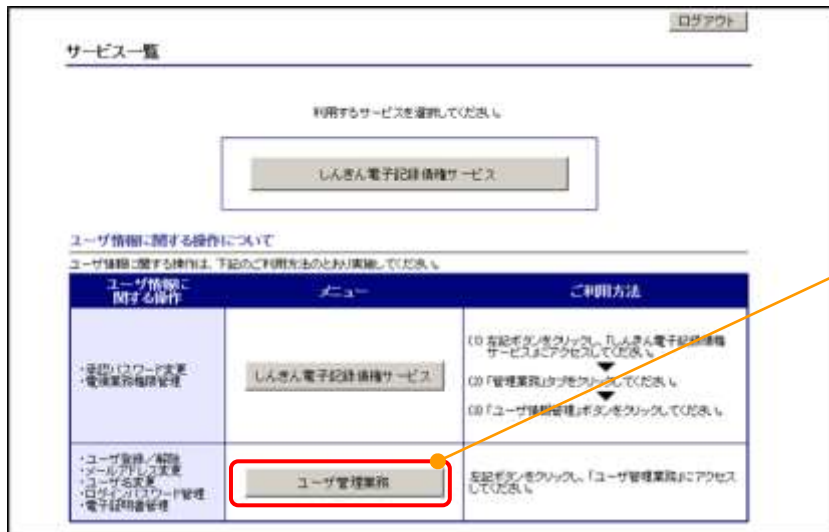 ログアウト
サービス一覧
利用するサービスを選択してください。
しんきん電子記録債権サービス
ユーザ情報に関する操作について
ユーザ情報に関する操作は、下記のご利用方法のとおり実施してください。
ユーザ情報に
関する操作
メニュー
ご利用方法
・承認パスワード変更
・電債業務権限管理
しんきん電子記録債権サービス
(1) 左記ボタンをクリックし、「しんきん電子記録債権
サービス」にアクセスしてください。
(2) 「管理業務」タブをクリックしてください。
(3) 「ユーザ情報管理」ボタンをクリックしてください。
・ユーザ登録/解除
・メールアドレス変更
・ユーザ名変更
・ログインパスワード管理
・電子証明書管理
ユーザ管理業務
左記ボタンをクリックし、「ユーザ管理業務」にアクセス
してください。